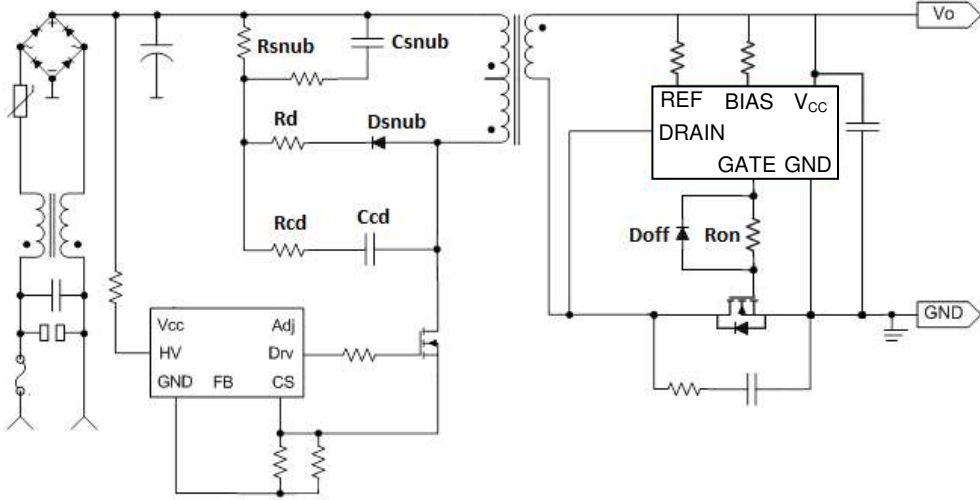 Vo
Rsnub
Csnub
REF
BIAS
VCC
DRAIN
GATE
GND
Rd
Dsnub
Rcd
Ccd
Doff
Ron
GND
Vcc
Adj
HV
Drv
GND
FB
CS